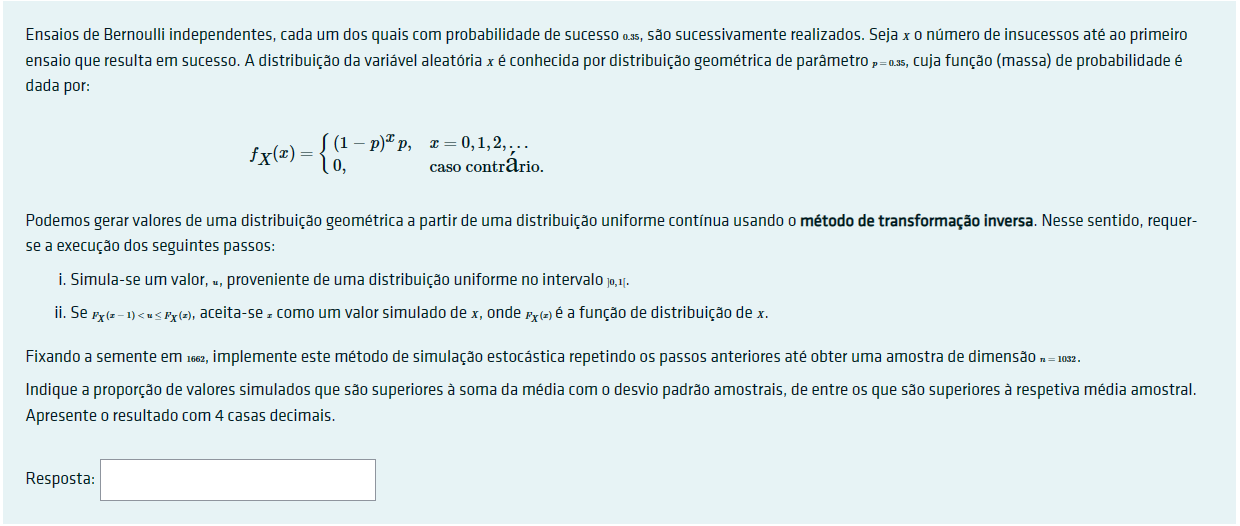 Ensaios de Bernoulli independentes, cada um dos quais com probabilidade de sucesso 0.35, são sucessivamente realizados. Seja x o número de insucessos até ao primeiro
ensaio que resulta em sucesso. A distribuição da variável aleatória x é conhecida por distribuição geométrica de parâmetro p = 0.35, cuja função (massa) de probabilidade é
dada por:
f_X(x) = { (1 − p)^x p, x = 0, 1, 2, …
0, caso contrário.
Podemos gerar valores de uma distribuição geométrica a partir de uma distribuição uniforme contínua usando o método de transformação inversa. Nesse sentido, requer-
se a execução dos seguintes passos:
i. Simula-se um valor, u, proveniente de uma distribuição uniforme no intervalo ]0,1[.
ii. Se F_X(x − 1) < u ≤ F_X(x), aceita-se x como um valor simulado de x, onde F_X(x) é a função de distribuição de x.
Fixando a semente em 1662, implemente este método de simulação estocástica repetindo os passos anteriores até obter uma amostra de dimensão n = 1032.
Indique a proporção de valores simulados que são superiores à soma da média com o desvio padrão amostrais, de entre os que são superiores à respetiva média amostral.
Apresente o resultado com 4 casas decimais.
Resposta: